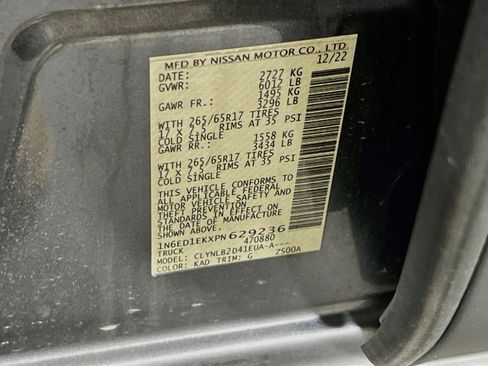 MFD BY NISSAN MOTOR CO., LTD.
12/22
DATE: 2727 KG
GVWR: 6012 LB
1495 KG
GAWR FR.: 3296 LB
WITH 265/65R17 TIRES
17 X 7.5 RIMS AT 35 PSI
COLD SINGLE 1558 KG
GAWR RR.: 3434 LB
WITH 265/65R17 TIRES
17 X 7.5 RIMS AT 35 PSI
COLD SINGLE
THIS VEHICLE CONFORMS TO
ALL APPLICABLE FEDERAL
MOTOR VEHICLE SAFETY AND
THEFT PREVENTION
STANDARDS IN EFFECT ON
THE DATE OF MANUFACTURE
SHOWN ABOVE.
1N6ED1EKXPN629236
TRUCK 470880
MODEL: CLYNLB2D41EUA-A---
COLOR: KAD TRIM: G 7S00A